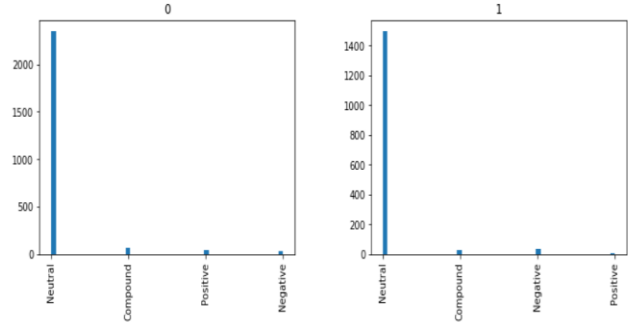 0
2000
1500
1000
500
0
Neutral
Compound
Positive
Negative
1
1400
1200
1000
800
600
400
200
0
Neutral
Compound
Negative
Positive